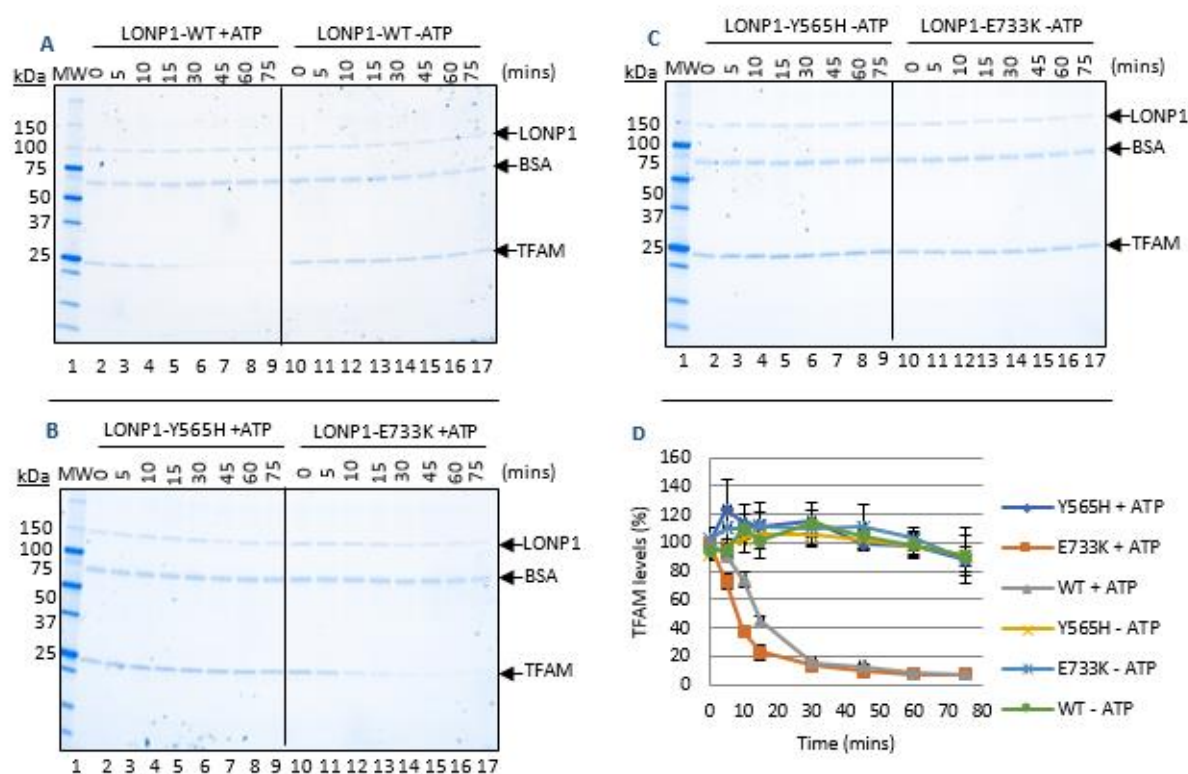 A
LONP1-WT +ATP LONP1-WT -ATP
kDa MW 0 5 10 15 30 45 60 75 0 5 10 15 30 45 60 75 (mins)
150
100
75
50
37
25
LONP1
BSA
TFAM
1 2 3 4 5 6 7 8 9 10 11 12 13 14 15 16 17
B
LONP1-Y565H +ATP LONP1-E733K +ATP
kDa MW 0 5 10 15 30 45 60 75 0 5 10 15 30 45 60 75 (mins)
150
100
75
50
37
25
LONP1
BSA
TFAM
1 2 3 4 5 6 7 8 9 10 11 12 13 14 15 16 17
C
LONP1-Y565H -ATP LONP1-E733K -ATP
kDa MW 0 5 10 15 30 45 60 75 0 5 10 15 30 45 60 75 (mins)
150
100
75
50
37
25
LONP1
BSA
TFAM
1 2 3 4 5 6 7 8 9 10 11 12 13 14 15 16 17
D
TFAM levels (%)
160
140
120
100
80
60
40
20
0
0 10 20 30 40 50 60 70 80
Time (mins)
Y565H + ATP
E733K + ATP
WT + ATP
Y565H - ATP
E733K - ATP
WT - ATP